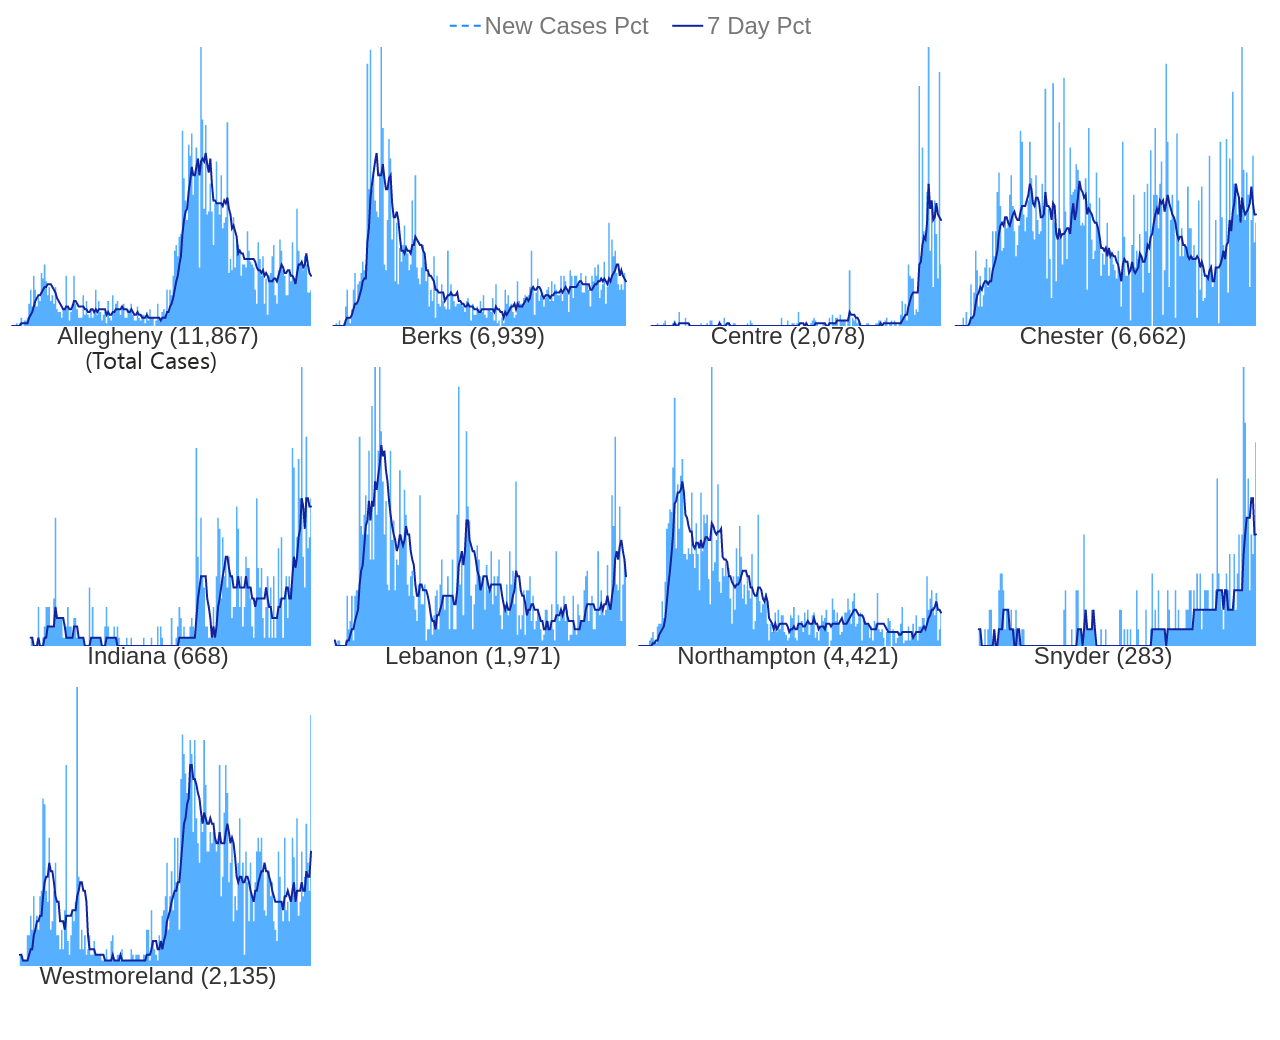 New Cases Pct 7 Day Pct
Allegheny (11,867) Berks (6,939) Centre (2,078) Chester (6,662)
(Total Cases)
Indiana (668) Lebanon (1,971) Northampton (4,421) Snyder (283)
Westmoreland (2,135)